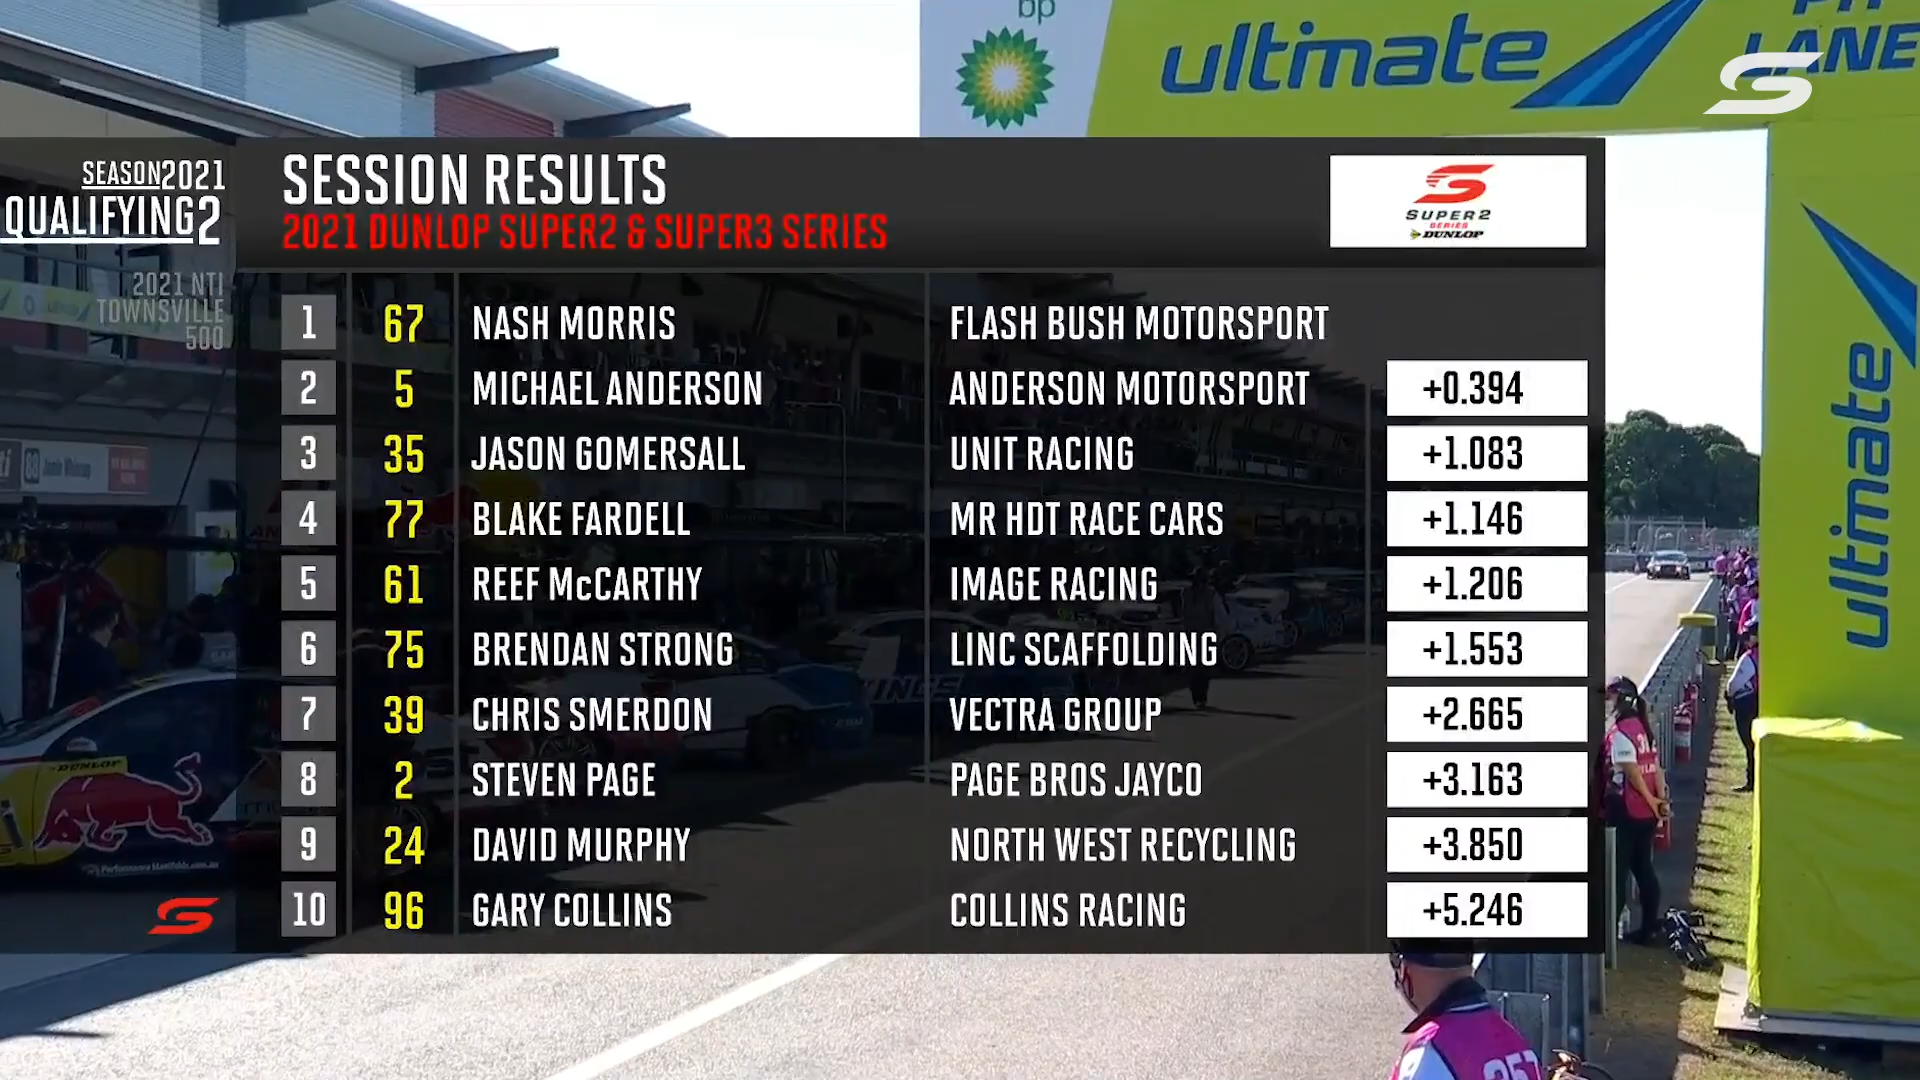 bp
ultimate
LANE
SEASON2021
QUALIFYING2
2021 NTI
TOWNSVILLE
500
SESSION RESULTS
2021 DUNLOP SUPER2 & SUPER3 SERIES
SUPER2
SERIES
DUNLOP
1 67 NASH MORRIS FLASH BUSH MOTORSPORT
2 5 MICHAEL ANDERSON ANDERSON MOTORSPORT +0.394
3 35 JASON GOMERSALL UNIT RACING +1.083
4 77 BLAKE FARDELL MR HDT RACE CARS +1.146
5 61 REEF McCARTHY IMAGE RACING +1.206
6 75 BRENDAN STRONG LINC SCAFFOLDING +1.553
7 39 CHRIS SMERDON VECTRA GROUP +2.665
8 2 STEVEN PAGE PAGE BROS JAYCO +3.163
9 24 DAVID MURPHY NORTH WEST RECYCLING +3.850
10 96 GARY COLLINS COLLINS RACING +5.246
ultimate
DUNLOP
257